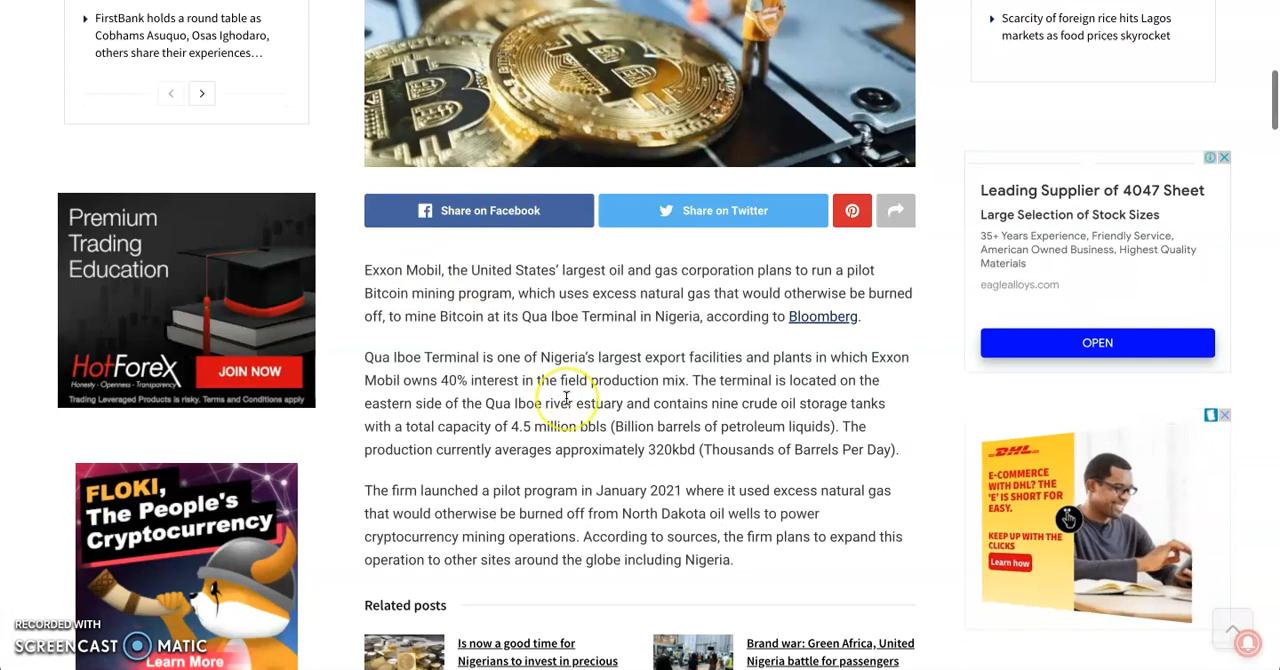 FirstBank holds a round table as
Cobhams Asuquo, Osas Ighodaro,
others share their experiences…
Premium
Trading
Education
HotForeX
Honesty - Openness - Transparency
JOIN NOW
Trading Leveraged Products is risky. Terms and Conditions apply
FLOKI,
The People's
Cryptocurrency
Learn More
RECORDED WITH
SCREENCAST MATIC
Share on Facebook
Share on Twitter
Exxon Mobil, the United States’ largest oil and gas corporation plans to run a pilot
Bitcoin mining program, which uses excess natural gas that would otherwise be burned
off, to mine Bitcoin at its Qua Iboe Terminal in Nigeria, according to Bloomberg.
Qua Iboe Terminal is one of Nigeria’s largest export facilities and plants in which Exxon
Mobil owns 40% interest in the field production mix. The terminal is located on the
eastern side of the Qua Iboe river estuary and contains nine crude oil storage tanks
with a total capacity of 4.5 million bls (Billion barrels of petroleum liquids). The
production currently averages approximately 320kbd (Thousands of Barrels Per Day).
The firm launched a pilot program in January 2021 where it used excess natural gas
that would otherwise be burned off from North Dakota oil wells to power
cryptocurrency mining operations. According to sources, the firm plans to expand this
operation to other sites around the globe including Nigeria.
Related posts
Is now a good time for
Nigerians to invest in precious
Brand war: Green Africa, United
Nigeria battle for passengers
Scarcity of foreign rice hits Lagos
markets as food prices skyrocket
Leading Supplier of 4047 Sheet
Large Selection of Stock Sizes
35+ Years Experience, Friendly Service,
American Owned Business, Highest Quality
Materials
eaglealloys.com
OPEN
DHL
E-COMMERCE
WITH DHL? THE
'E' IS SHORT FOR
EASY.
KEEP UP WITH THE
CLICKS
Learn how